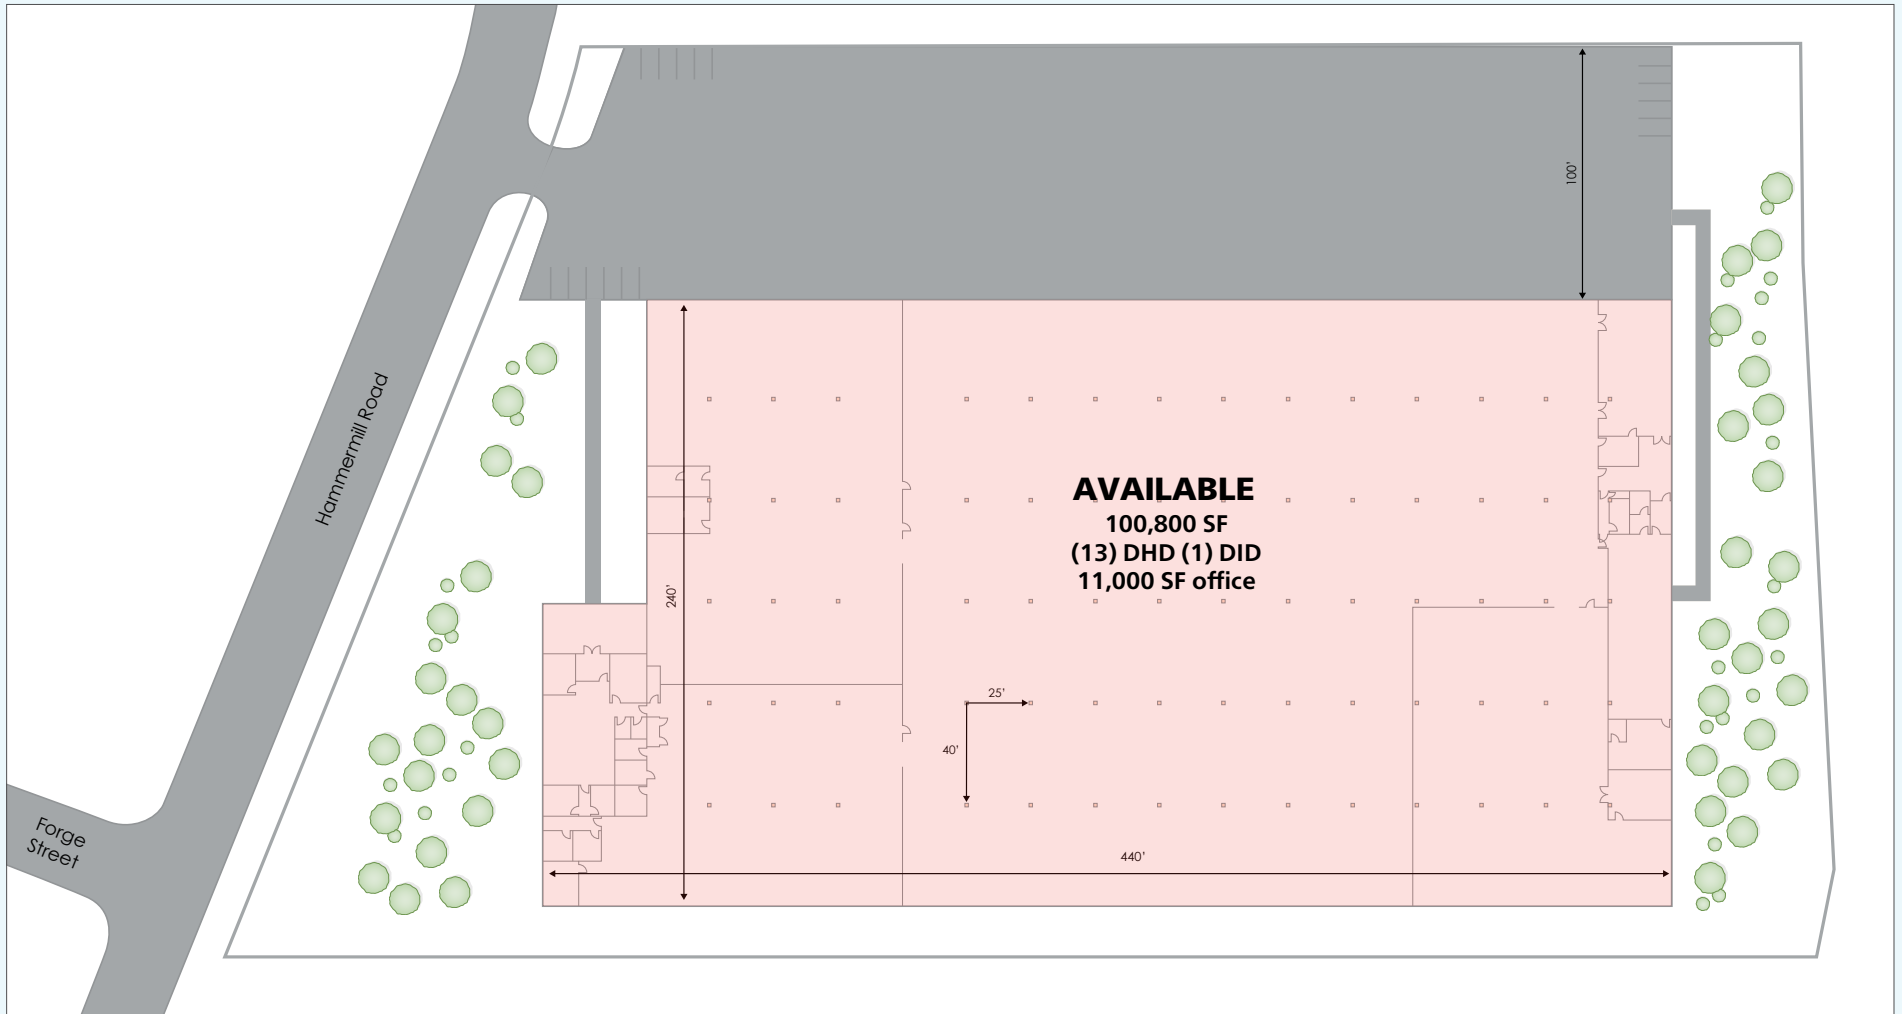 100'
Hammermill Road
AVAILABLE
100,800 SF
(13) DHD (1) DID
11,000 SF office
240'
25'
40'
Forge
Street
440'